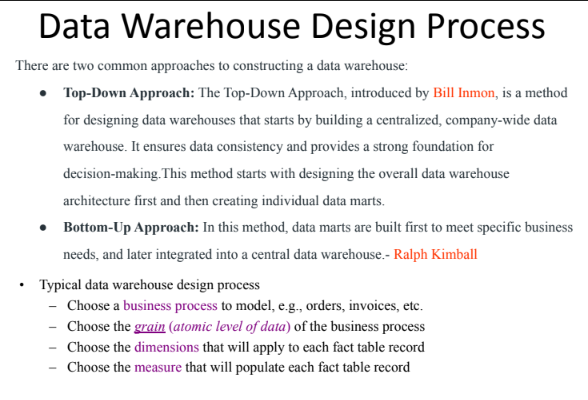 Data Warehouse Design Process
There are two common approaches to constructing a data warehouse:
● Top-Down Approach: The Top-Down Approach, introduced by Bill Inmon, is a method
for designing data warehouses that starts by building a centralized, company-wide data
warehouse. It ensures data consistency and provides a strong foundation for
decision-making.This method starts with designing the overall data warehouse
architecture first and then creating individual data marts.
● Bottom-Up Approach: In this method, data marts are built first to meet specific business
needs, and later integrated into a central data warehouse.- Ralph Kimball
• Typical data warehouse design process
– Choose a business process to model, e.g., orders, invoices, etc.
– Choose the grain (atomic level of data) of the business process
– Choose the dimensions that will apply to each fact table record
– Choose the measure that will populate each fact table record